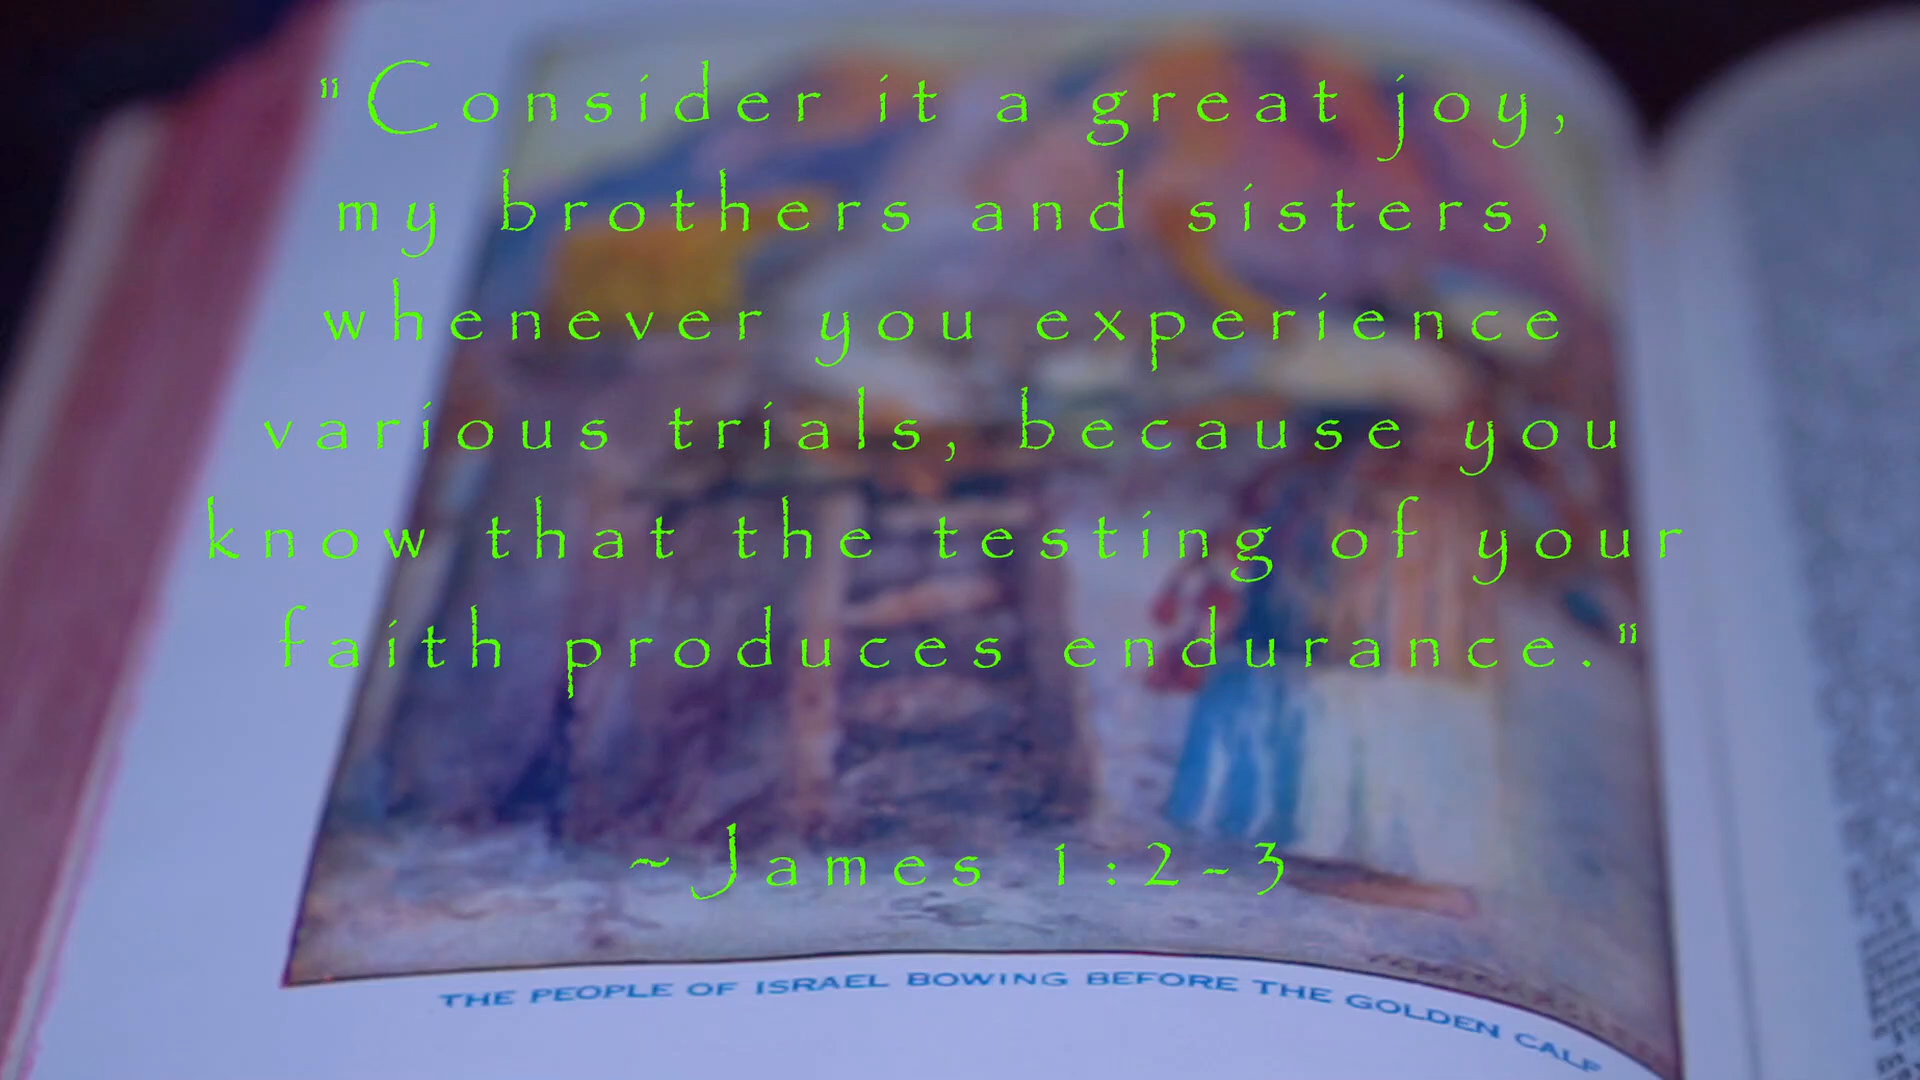 "Consider it a great joy,
my brothers and sisters,
whenever you experience
various trials, because you
know that the testing of your
faith produces endurance."
~James 1:2-3
THE PEOPLE OF ISRAEL BOWING BEFORE THE GOLDEN CALF